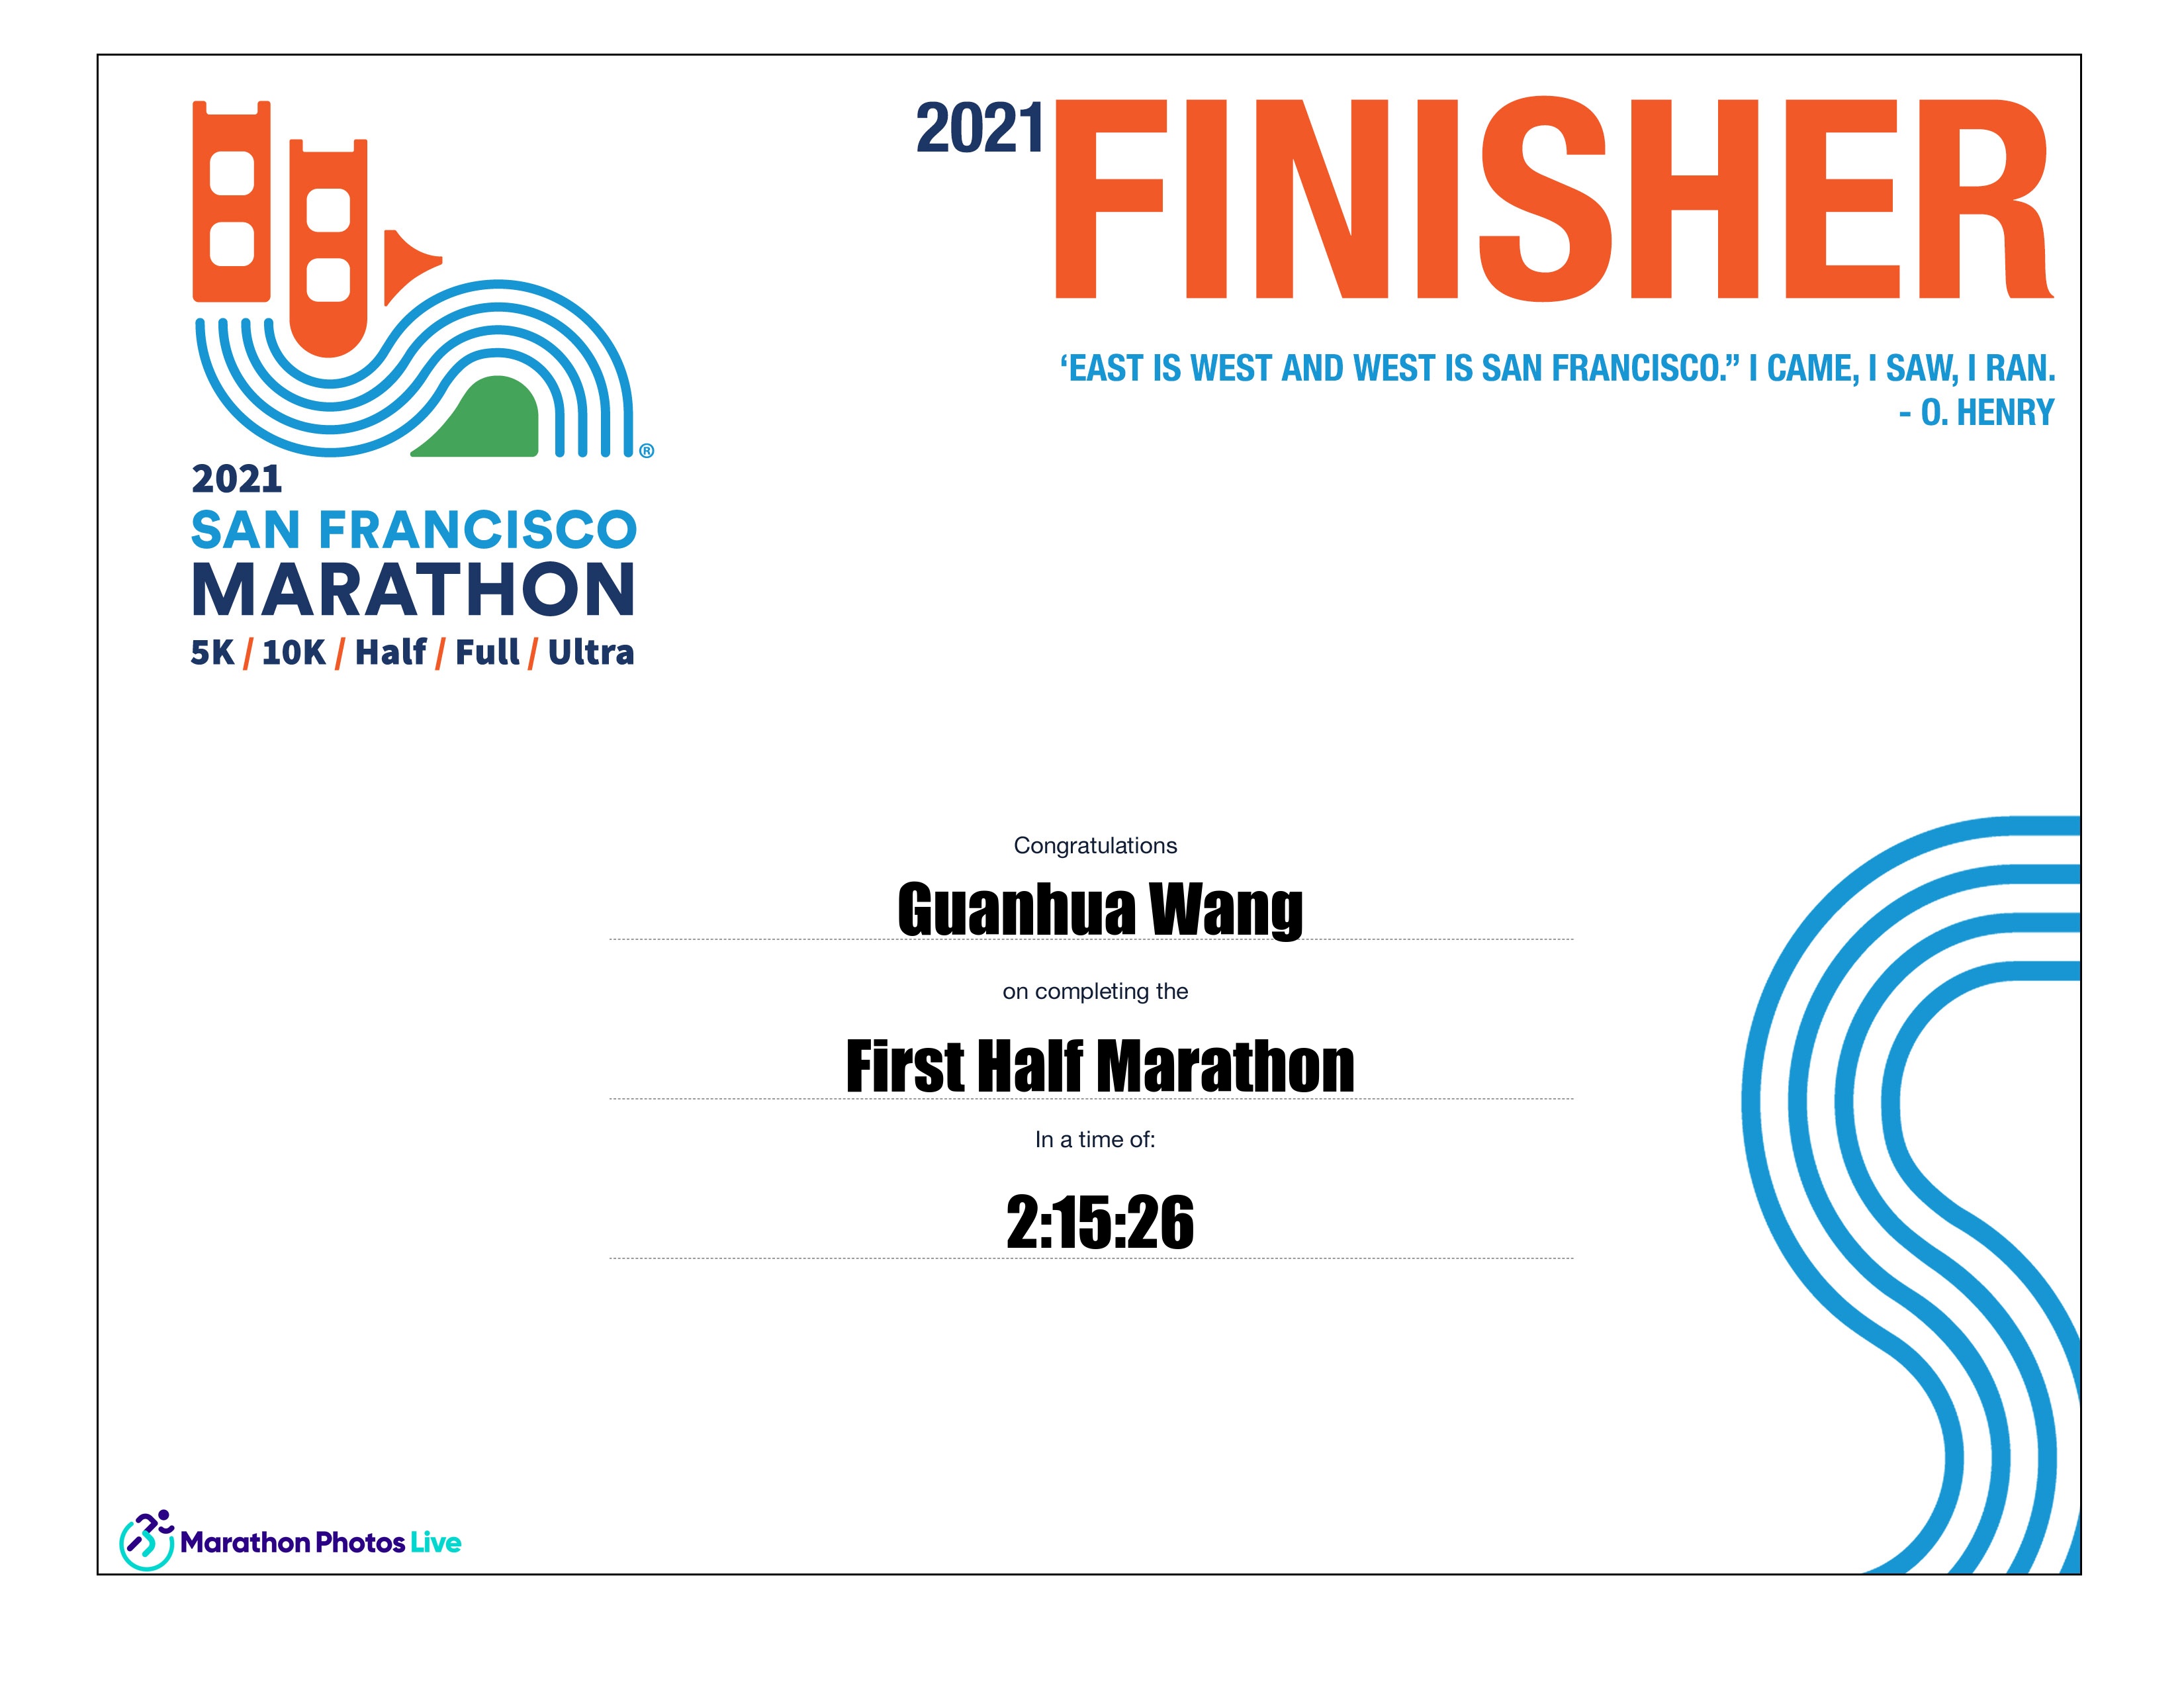 2021 FINISHER
‘EAST IS WEST AND WEST IS SAN FRANCISCO.” I CAME, I SAW, I RAN.
- O. HENRY
®
2021
SAN FRANCISCO
MARATHON
5K / 10K / Half / Full / Ultra
Congratulations
Guanhua Wang
on completing the
First Half Marathon
In a time of:
2:15:26
Marathon Photos Live